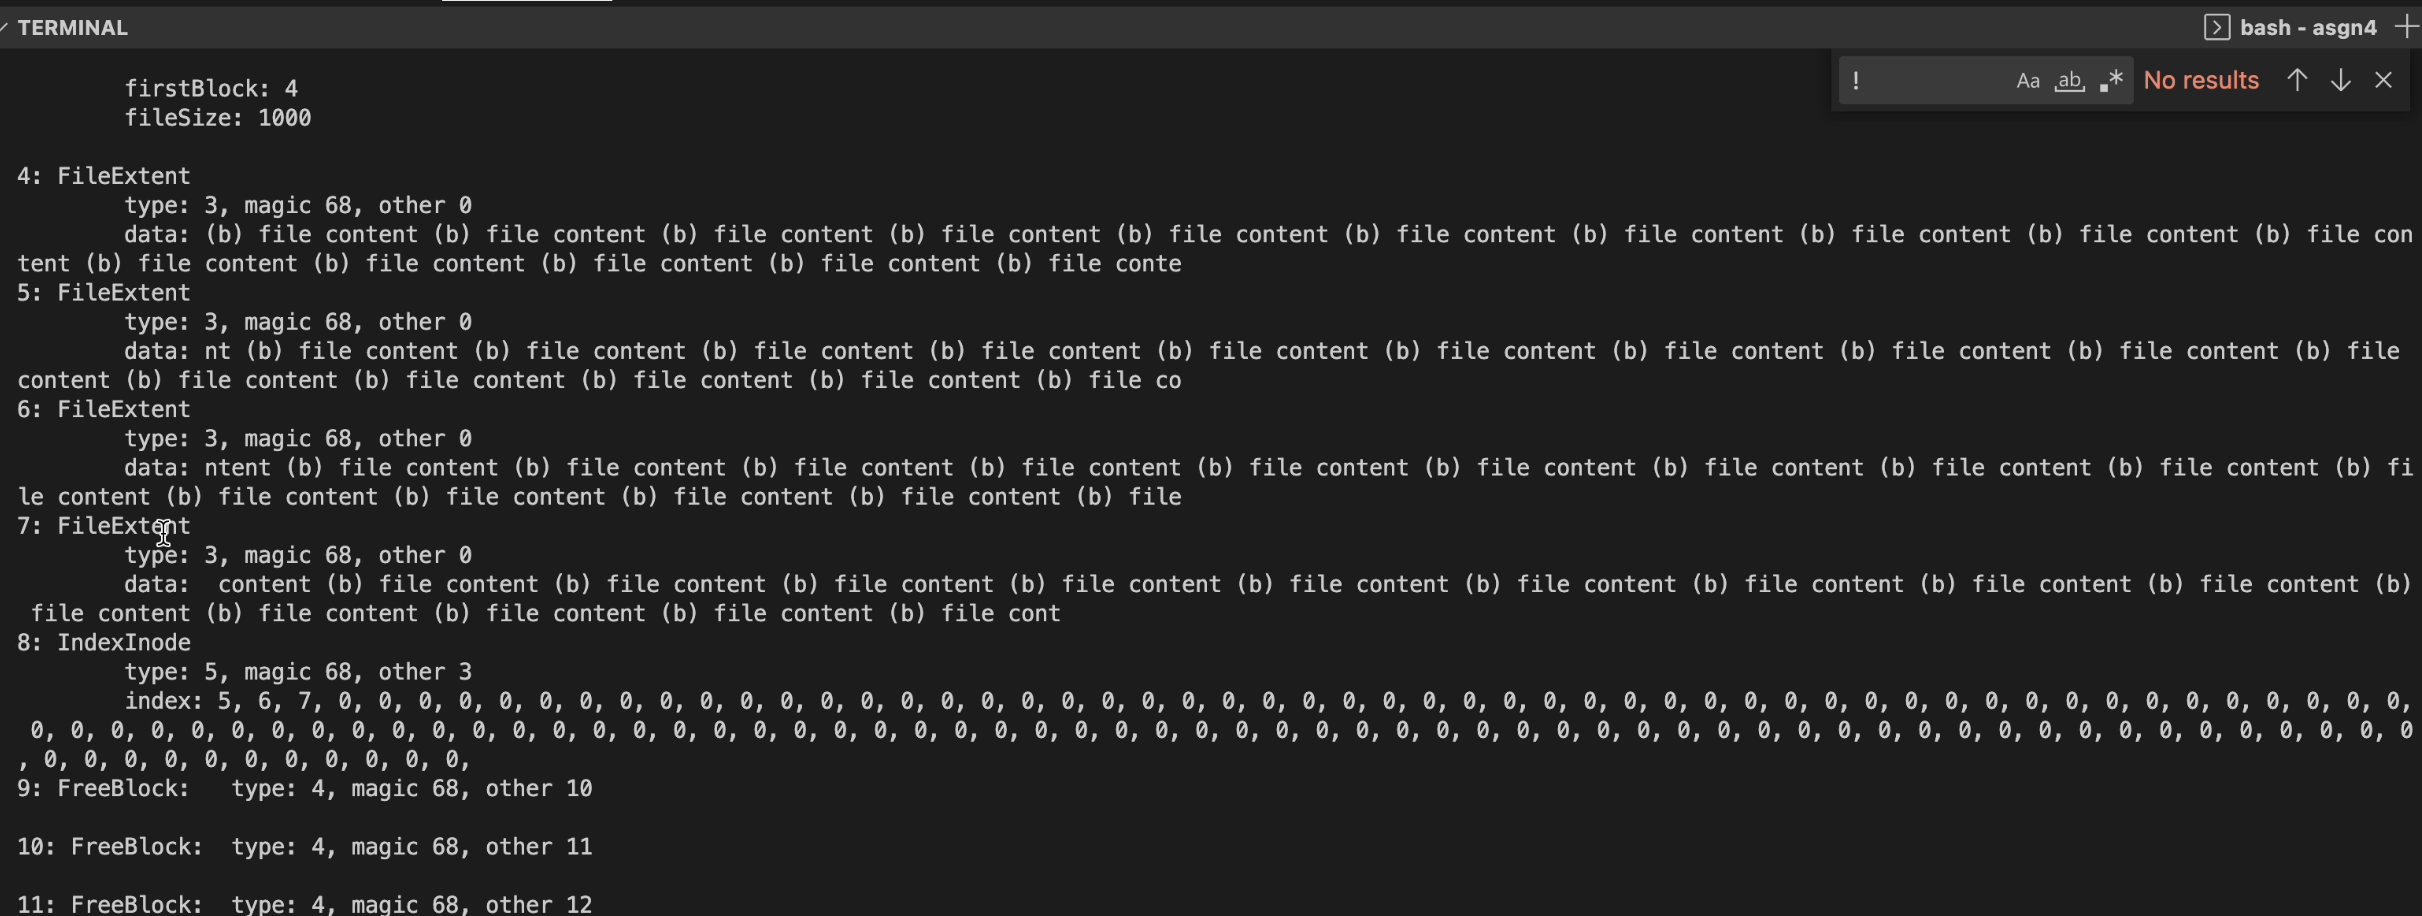 TERMINAL
bash - asgn4
! Aa ab .* No results
firstBlock: 4
fileSize: 1000
4: FileExtent
type: 3, magic 68, other 0
data: (b) file content (b) file content (b) file content (b) file content (b) file content (b) file content (b) file content (b) file content (b) file content (b) file con
tent (b) file content (b) file content (b) file content (b) file content (b) file conte
5: FileExtent
type: 3, magic 68, other 0
data: nt (b) file content (b) file content (b) file content (b) file content (b) file content (b) file content (b) file content (b) file content (b) file content (b) file
content (b) file content (b) file content (b) file content (b) file content (b) file co
6: FileExtent
type: 3, magic 68, other 0
data: ntent (b) file content (b) file content (b) file content (b) file content (b) file content (b) file content (b) file content (b) file content (b) file content (b) fi
le content (b) file content (b) file content (b) file content (b) file content (b) file
7: FileExtent
type: 3, magic 68, other 0
data:  content (b) file content (b) file content (b) file content (b) file content (b) file content (b) file content (b) file content (b) file content (b) file content (b)
file content (b) file content (b) file content (b) file content (b) file cont
8: IndexInode
type: 5, magic 68, other 3
index: 5, 6, 7, 0, 0, 0, 0, 0, 0, 0, 0, 0, 0, 0, 0, 0, 0, 0, 0, 0, 0, 0, 0, 0, 0, 0, 0, 0, 0, 0, 0, 0, 0, 0, 0, 0, 0, 0, 0, 0, 0, 0, 0, 0, 0, 0, 0, 0, 0, 0, 0, 0, 0, 0, 0,
0, 0, 0, 0, 0, 0, 0, 0, 0, 0, 0, 0, 0, 0, 0, 0, 0, 0, 0, 0, 0, 0, 0, 0, 0, 0, 0, 0, 0, 0, 0, 0, 0, 0, 0, 0, 0, 0, 0, 0, 0, 0, 0, 0, 0, 0, 0, 0, 0, 0, 0, 0, 0, 0, 0, 0, 0, 0, 0, 0
, 0, 0, 0, 0, 0, 0, 0, 0, 0, 0, 0,
9: FreeBlock:   type: 4, magic 68, other 10
10: FreeBlock:  type: 4, magic 68, other 11
11: FreeBlock:  type: 4, magic 68, other 12